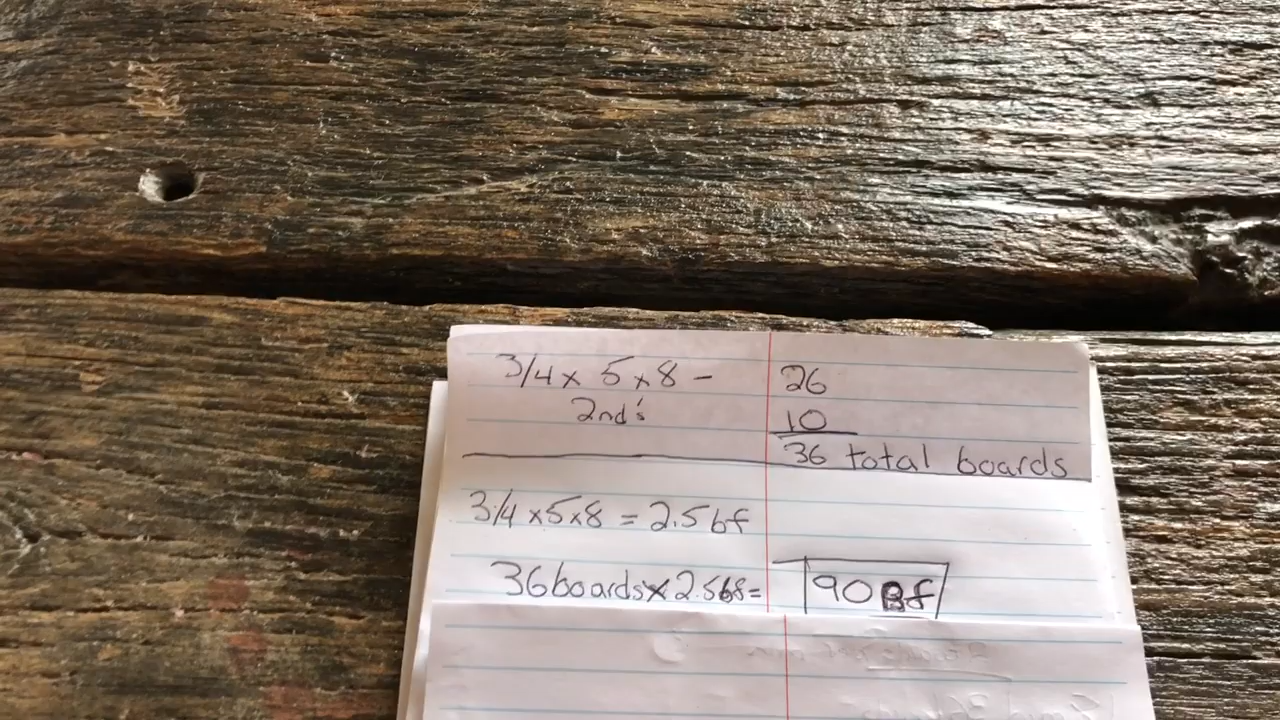 3/4 x 5 x 8 - 26
2nd's 10
36 total boards
3/4 x 5 x 8 = 2.5 bf
36 boards x 2.5 = 90 Bf